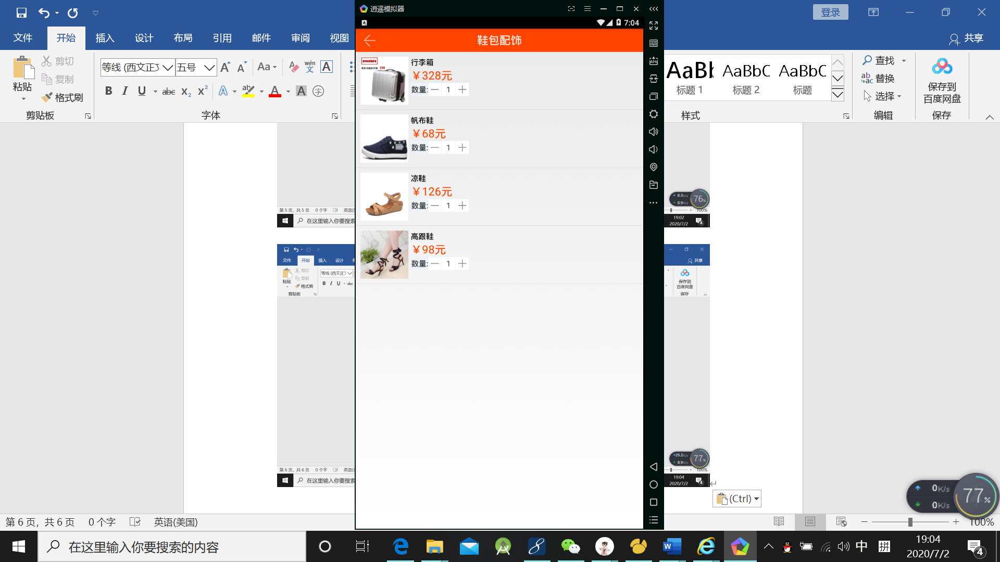 逍遥模拟器
登录
7:04
文件 开始 插入 设计 布局 引用 邮件 审阅 视图
共享
鞋包配饰
粘贴
剪切
复制
格式刷
剪贴板
等线 (西文正文
五号
Aa
wén
文
A
B I U abc X₂ X² A ab A A 字
字体
AaBb
标题 1
AaBbC
标题 2
AaBbC
标题
样式
查找
替换
选择
编辑
保存到
百度网盘
保存
行李箱
¥328元
数量: 1
298
帆布鞋
¥68元
数量: 1
凉鞋
¥126元
数量: 1
高跟鞋
¥98元
数量: 1
0.3K/s
0.9K/s
76%
第5页, 共5页 0个字 英语(美
100%
在这里输入你要搜索
19:02
2020/7/2
4
文件 开始 插入 设计
共享
粘贴
剪切
复制
格式刷
剪贴板
等线 (西文正文
B I U abc
保存到
百度网盘
保存
25.2K/s
8.9K/s
77%
第6页, 共6页 0个字 英语(美
100%
在这里输入你要搜索
19:04
2020/7/2
4
(Ctrl)
0K/s
0K/s
77%
第 6 页, 共 6 页 0 个字 英语(美国)
100%
在这里输入你要搜索的内容
中 拼
19:04
2020/7/2
4